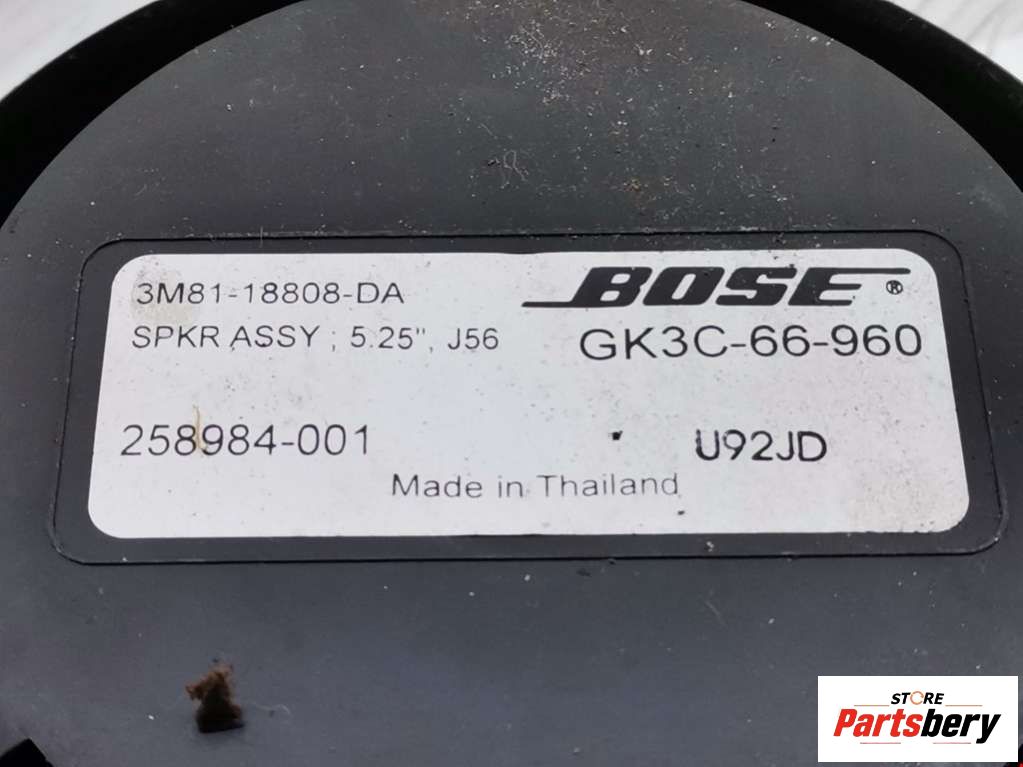 3M81-18808-DA
BOSE®
SPKR ASSY ; 5.25", J56
GK3C-66-960
258984-001
U92JD
Made in Thailand
STORE
Partsbery